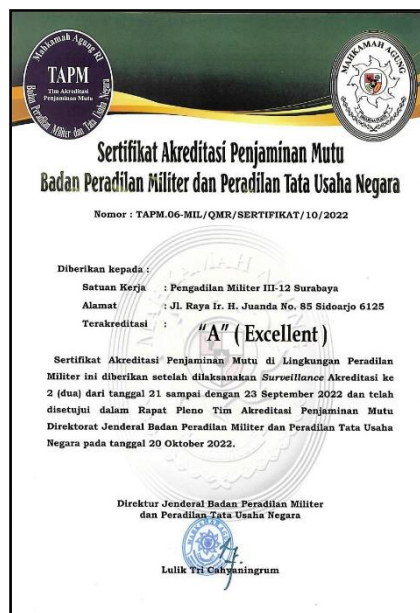 Mahkamah Agung RI
TAPM
Tim Akreditasi
Penjaminan Mutu
Badan Peradilan Militer dan Tata Usaha Negara
MAHKAMAH AGUNG
Sertifikat Akreditasi Penjaminan Mutu
Badan Peradilan Militer dan Peradilan Tata Usaha Negara
Nomor : TAPM.06-MIL/QMR/SERTIFIKAT/10/2022
Diberikan kepada :
Satuan Kerja : Pengadilan Militer III-12 Surabaya
Alamat : Jl. Raya Ir. H. Juanda No. 85 Sidoarjo 6125
Terakreditasi : "A" ( Excellent )
Sertifikat Akreditasi Penjaminan Mutu di Lingkungan Peradilan
Militer ini diberikan setelah dilaksanakan Surveillance Akreditasi ke
2 (dua) dari tanggal 21 sampai dengan 23 September 2022 dan telah
disetujui dalam Rapat Pleno Tim Akreditasi Penjaminan Mutu
Direktorat Jenderal Badan Peradilan Militer dan Peradilan Tata Usaha
Negara pada tanggal 20 Oktober 2022.
Direktur Jenderal Badan Peradilan Militer
dan Peradilan Tata Usaha Negara
Lulik Tri Cahyaningrum